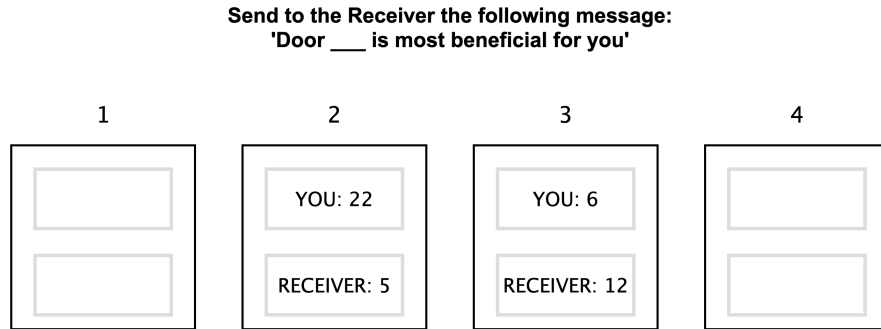 Send to the Receiver the following message:
'Door ___ is most beneficial for you'
1 2 3 4
YOU: 22 YOU: 6
RECEIVER: 5 RECEIVER: 12